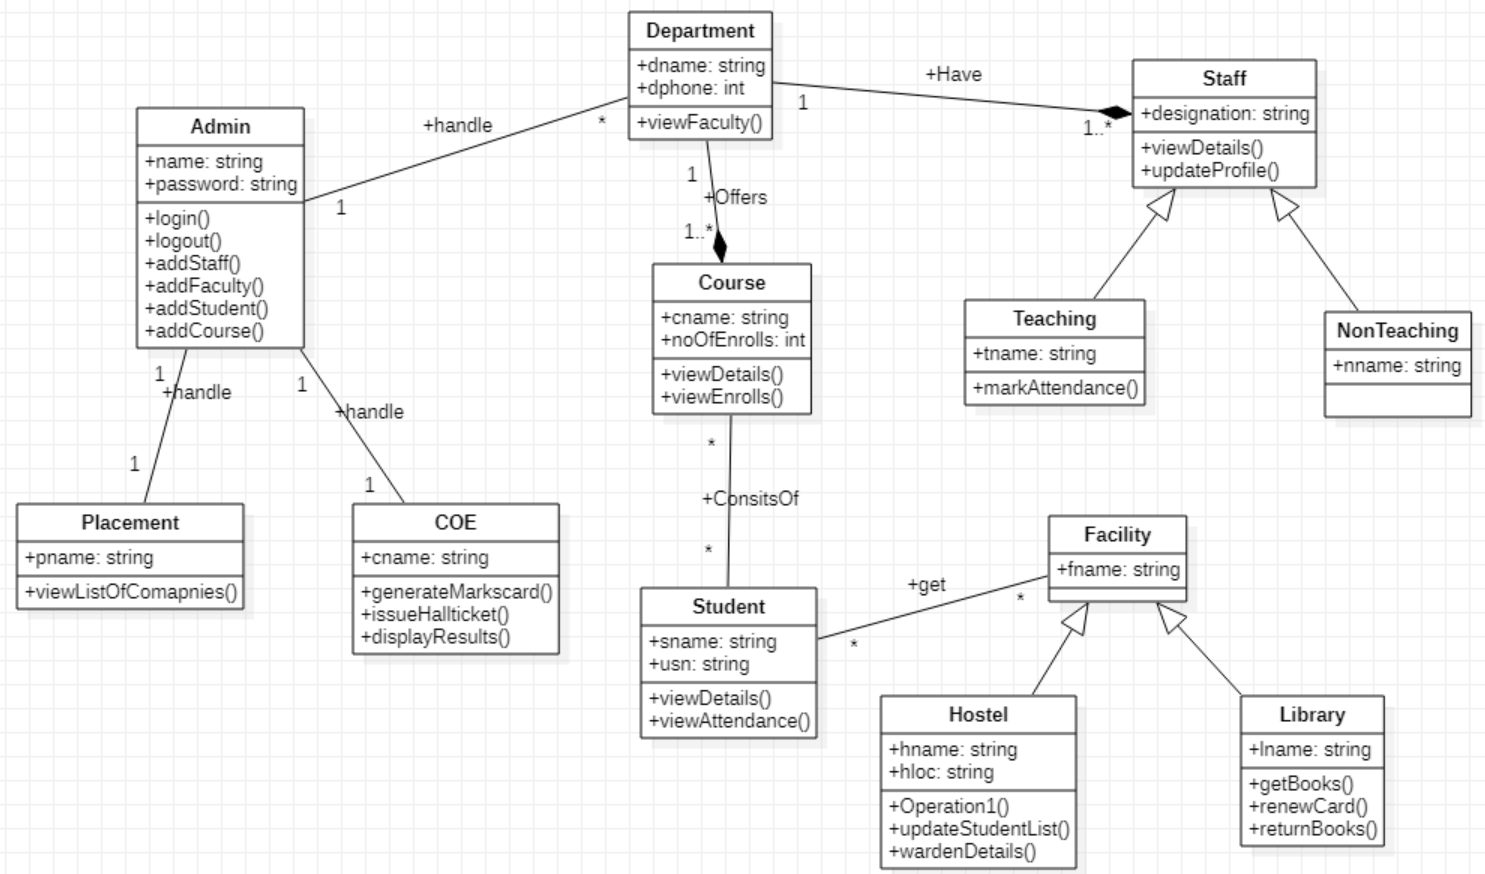 Department
+dname: string
+dphone: int
+viewFaculty()
+Have
1
1..*
Staff
+designation: string
+viewDetails()
+updateProfile()
Admin
+name: string
+password: string
+login()
+logout()
+addStaff()
+addFaculty()
+addStudent()
+addCourse()
+handle
*
1
1
+Offers
1..*
Course
+cname: string
+noOfEnrolls: int
+viewDetails()
+viewEnrolls()
Teaching
+tname: string
+markAttendance()
NonTeaching
+nname: string
1
+handle
1
1
+handle
1
Placement
+pname: string
+viewListOfComapnies()
COE
+cname: string
+generateMarkscard()
+issueHallticket()
+displayResults()
*
+ConsitsOf
*
Student
+sname: string
+usn: string
+viewDetails()
+viewAttendance()
+get
*
*
Facility
+fname: string
Hostel
+hname: string
+hloc: string
+Operation1()
+updateStudentList()
+wardenDetails()
Library
+lname: string
+getBooks()
+renewCard()
+returnBooks()